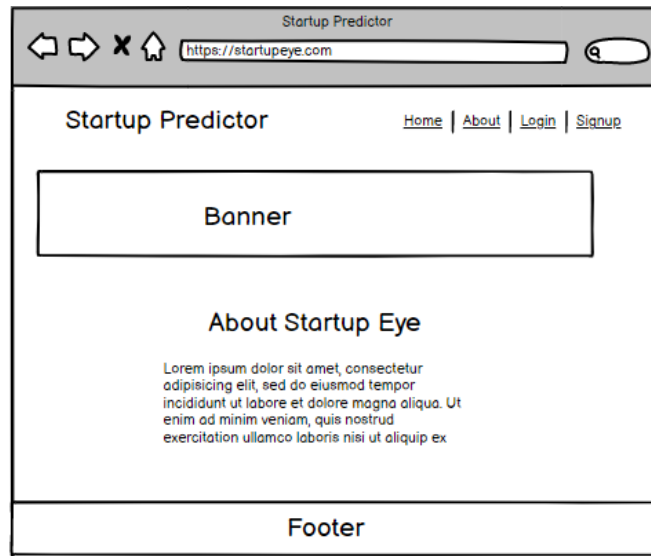 Startup Predictor
https://startupeye.com
Startup Predictor
Home | About | Login | Signup
Banner
About Startup Eye
Lorem ipsum dolor sit amet, consectetur
adipisicing elit, sed do eiusmod tempor
incididunt ut labore et dolore magna aliqua. Ut
enim ad minim veniam, quis nostrud
exercitation ullamco laboris nisi ut aliquip ex
Footer